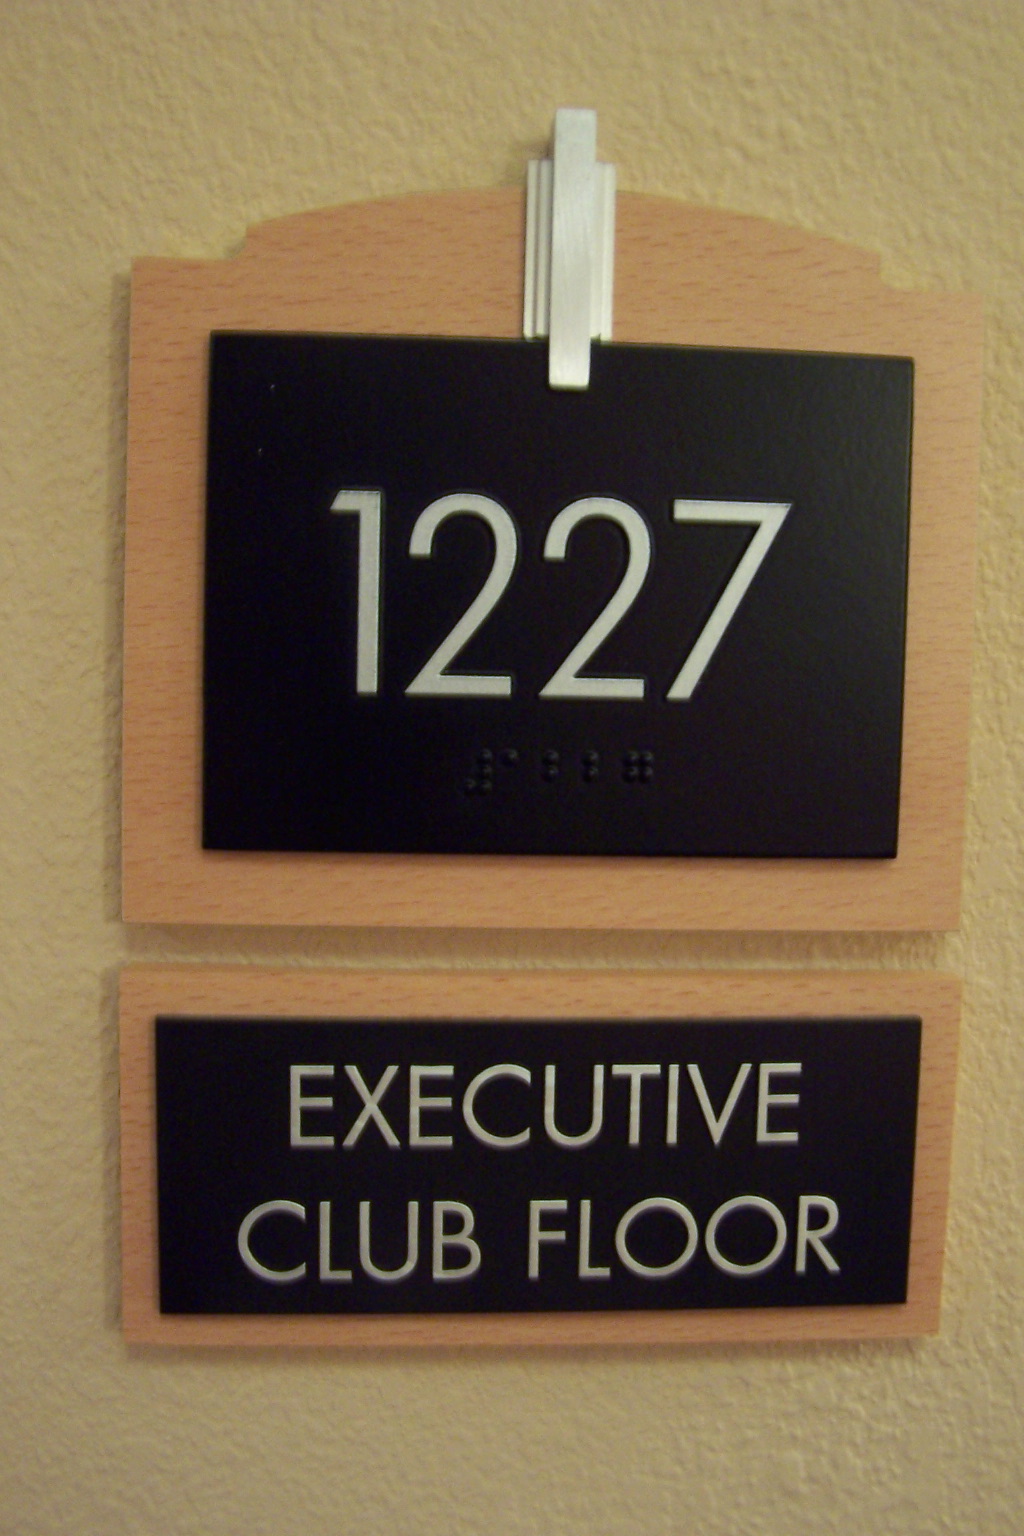 1227
⠼⠁⠃⠃⠛
EXECUTIVE
CLUB FLOOR